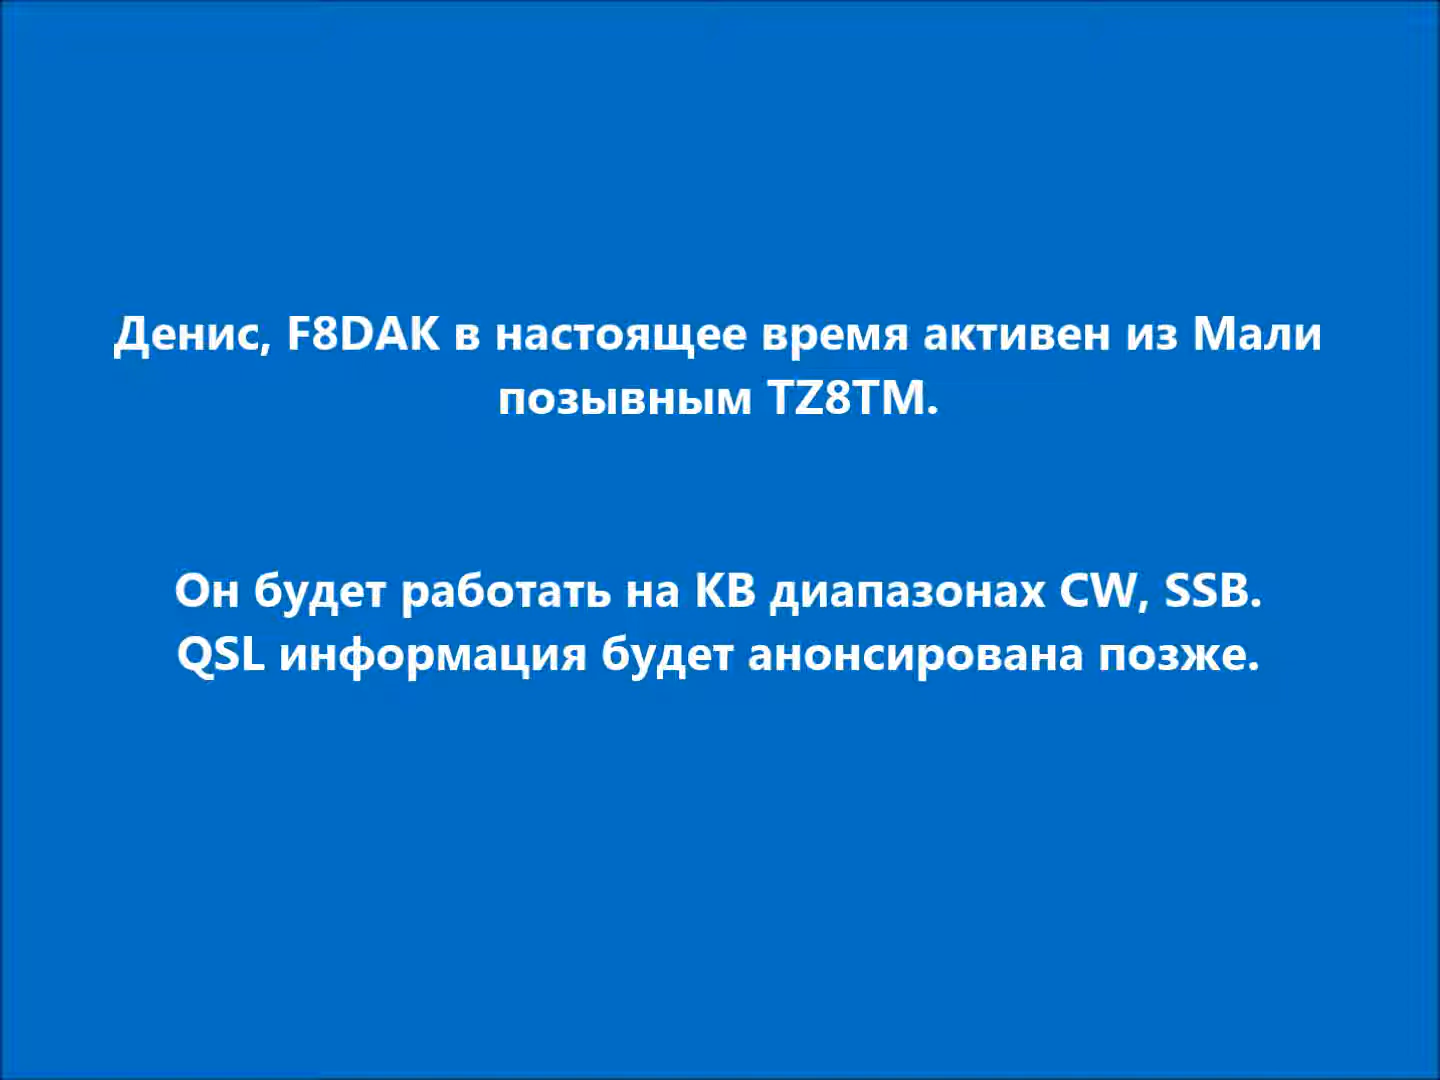 Денис, F8DAK в настоящее время активен из Мали
позывным TZ8TM.
Он будет работать на КВ диапазонах CW, SSB.
QSL информация будет анонсирована позже.